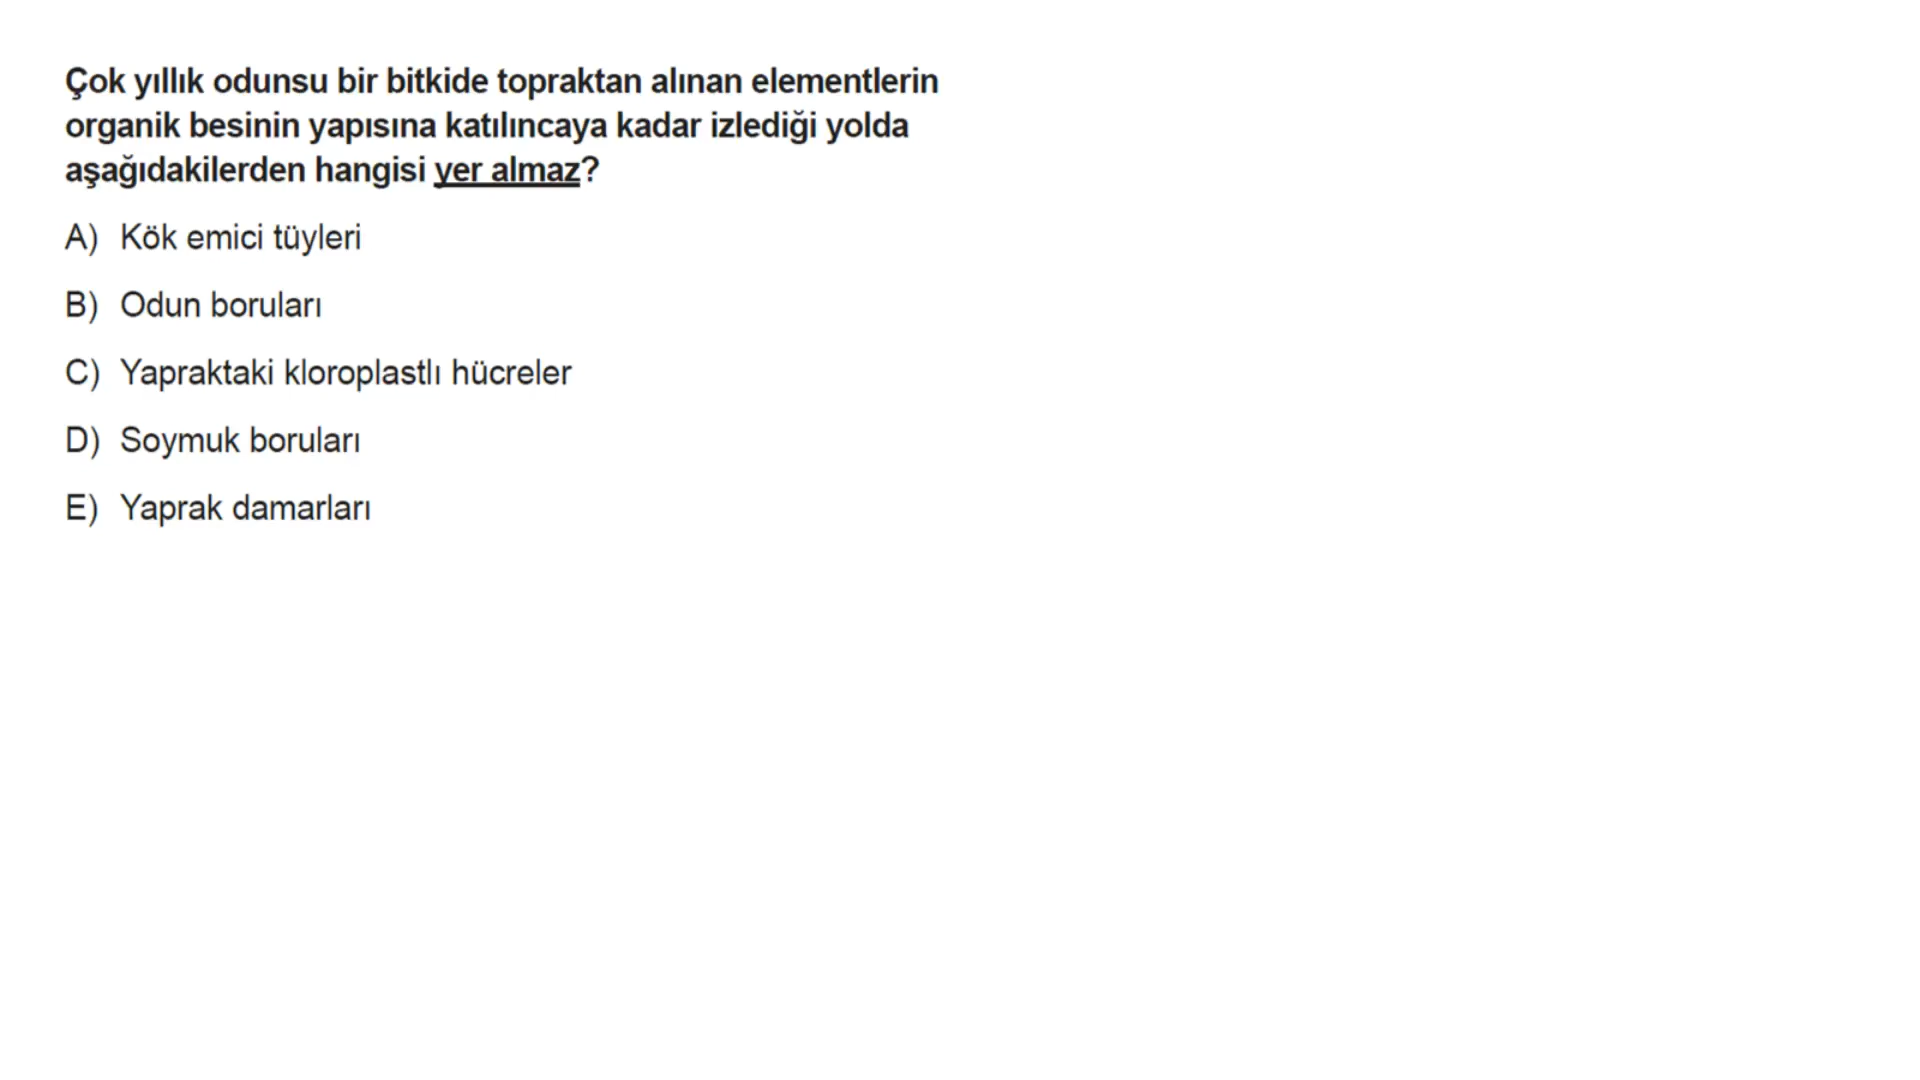 Çok yıllık odunsu bir bitkide topraktan alınan elementlerin
organik besinin yapısına katılıncaya kadar izlediği yolda
aşağıdakilerden hangisi yer almaz?
A) Kök emici tüyleri
B) Odun boruları
C) Yapraktaki kloroplastlı hücreler
D) Soymuk boruları
E) Yaprak damarları